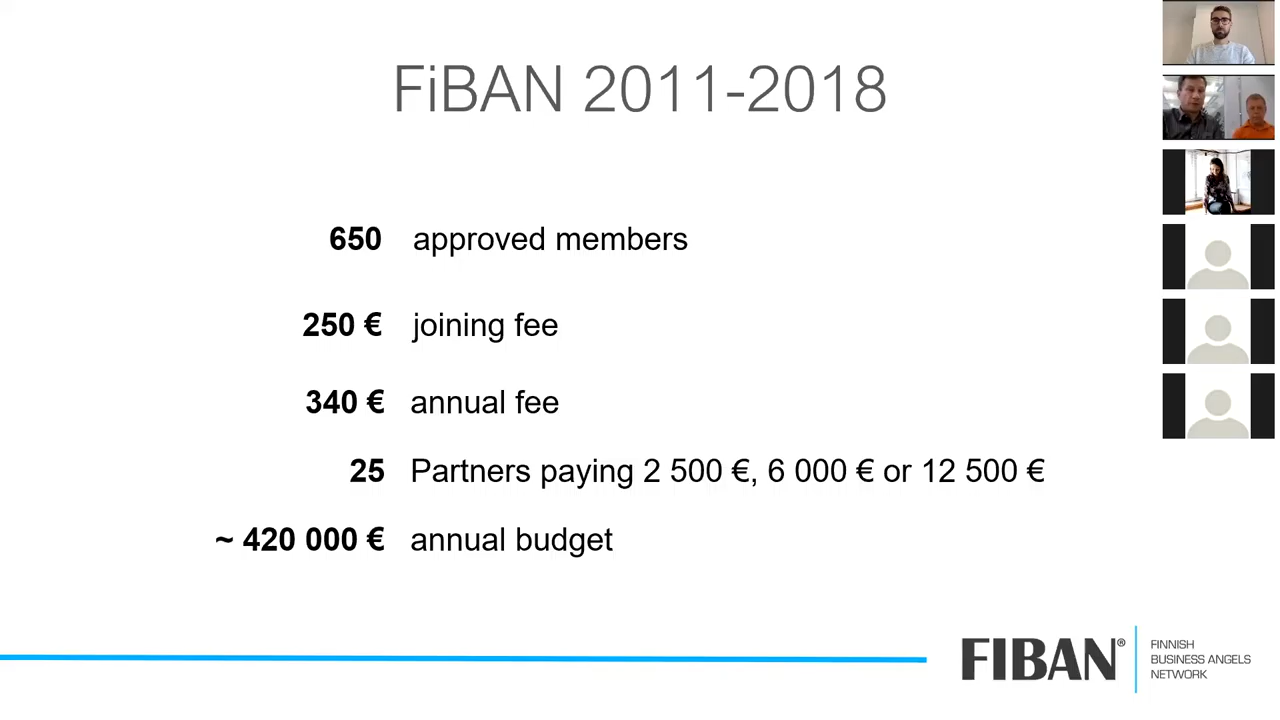 FiBAN 2011-2018
650 approved members
250 € joining fee
340 € annual fee
25 Partners paying 2 500 €, 6 000 € or 12 500 €
~ 420 000 € annual budget
FIBAN®
FINNISH
BUSINESS ANGELS
NETWORK